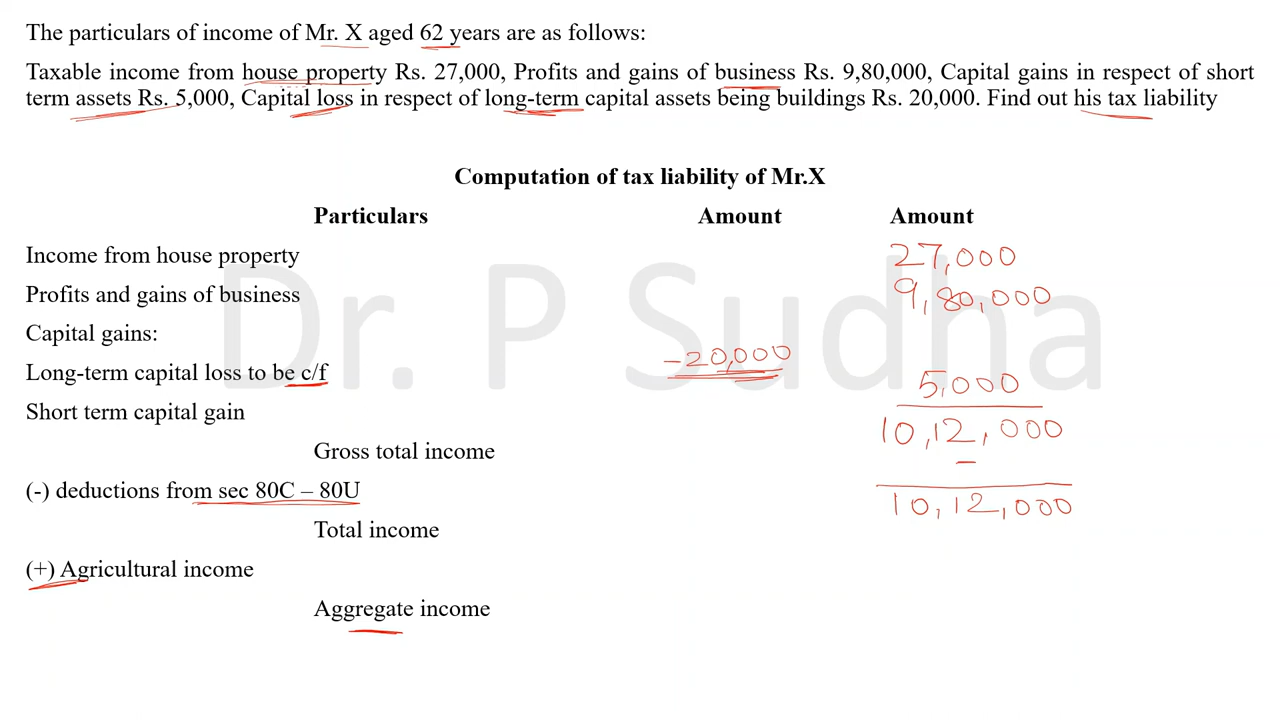 The particulars of income of Mr. X aged 62 years are as follows:
Taxable income from house property Rs. 27,000, Profits and gains of business Rs. 9,80,000, Capital gains in respect of short
term assets Rs. 5,000, Capital loss in respect of long-term capital assets being buildings Rs. 20,000. Find out his tax liability
Computation of tax liability of Mr.X
Particulars Amount Amount
Income from house property 27,000
Profits and gains of business 9,80,000
Dr. P Sudha
Capital gains:
Long-term capital loss to be c/f -20,000
Short term capital gain 5,000
Gross total income 10,12,000
(-) deductions from sec 80C – 80U –
Total income 10,12,000
(+) Agricultural income
Aggregate income